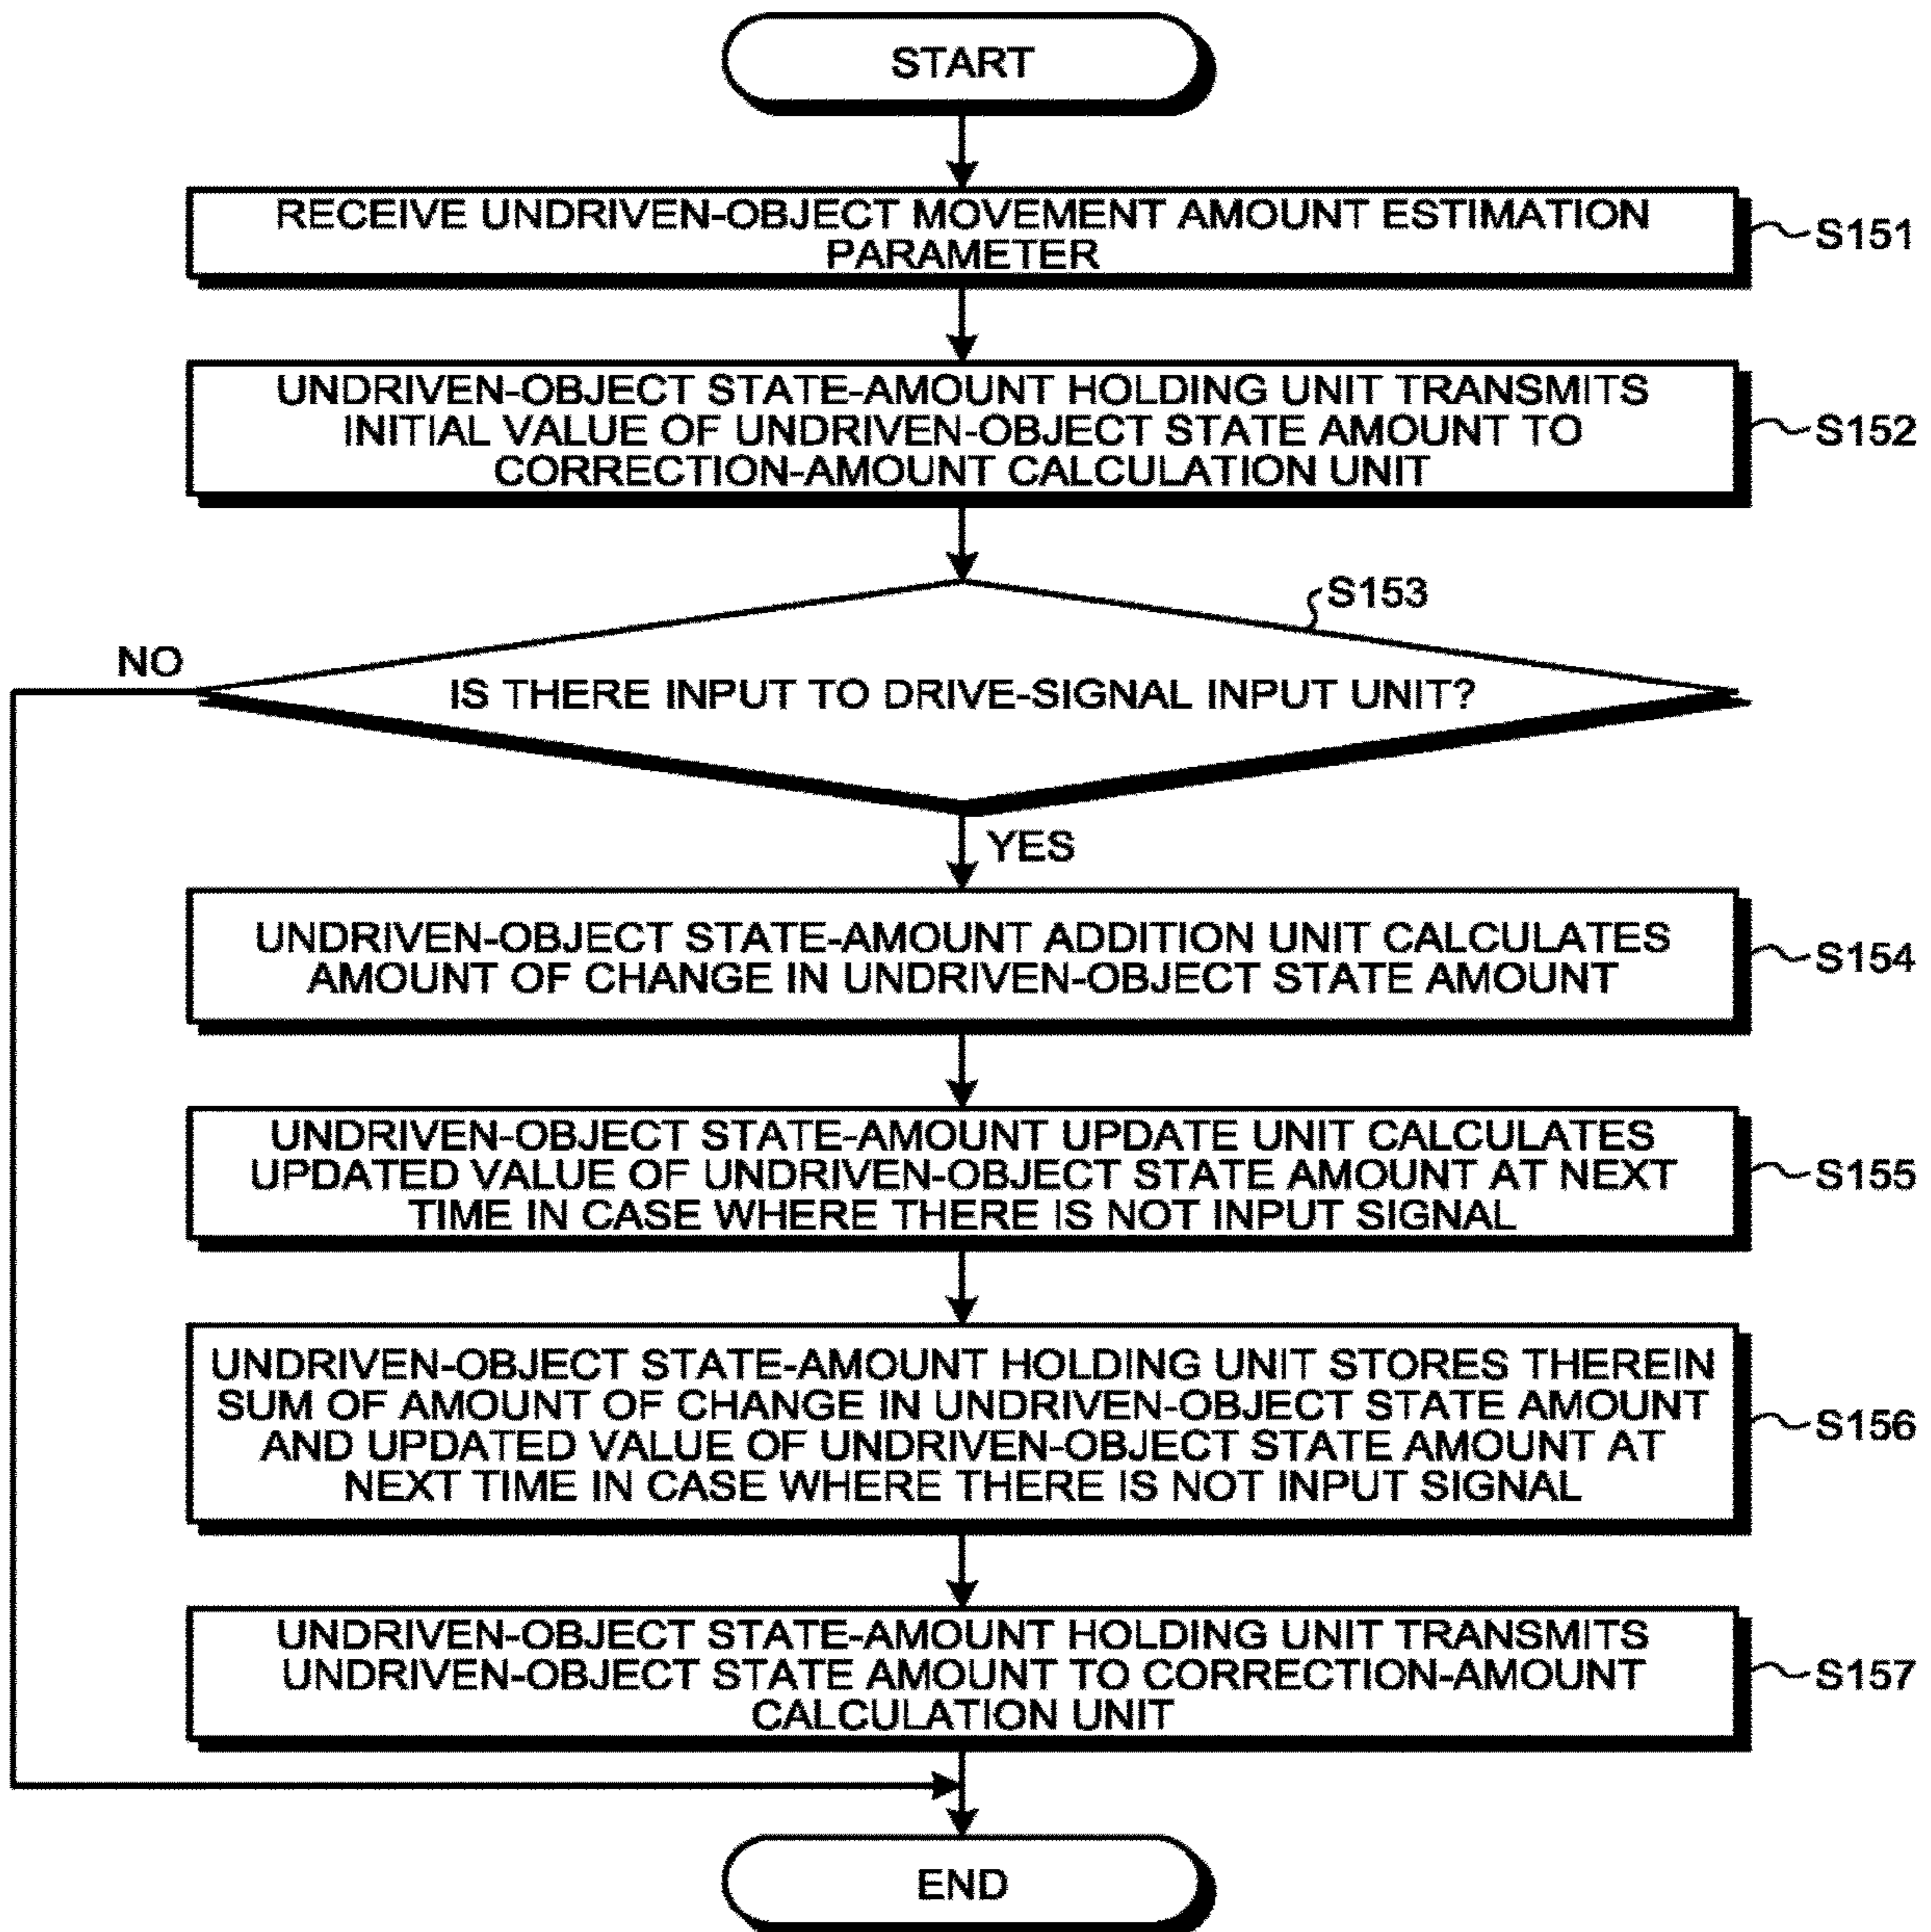 START
RECEIVE UNDRIVEN-OBJECT MOVEMENT AMOUNT ESTIMATION
PARAMETER
S151
UNDRIVEN-OBJECT STATE-AMOUNT HOLDING UNIT TRANSMITS
INITIAL VALUE OF UNDRIVEN-OBJECT STATE AMOUNT TO
CORRECTION-AMOUNT CALCULATION UNIT
S152
S153
NO
IS THERE INPUT TO DRIVE-SIGNAL INPUT UNIT?
YES
UNDRIVEN-OBJECT STATE-AMOUNT ADDITION UNIT CALCULATES
AMOUNT OF CHANGE IN UNDRIVEN-OBJECT STATE AMOUNT
S154
UNDRIVEN-OBJECT STATE-AMOUNT UPDATE UNIT CALCULATES
UPDATED VALUE OF UNDRIVEN-OBJECT STATE AMOUNT AT NEXT
TIME IN CASE WHERE THERE IS NOT INPUT SIGNAL
S155
UNDRIVEN-OBJECT STATE-AMOUNT HOLDING UNIT STORES THEREIN
SUM OF AMOUNT OF CHANGE IN UNDRIVEN-OBJECT STATE AMOUNT
AND UPDATED VALUE OF UNDRIVEN-OBJECT STATE AMOUNT AT
NEXT TIME IN CASE WHERE THERE IS NOT INPUT SIGNAL
S156
UNDRIVEN-OBJECT STATE-AMOUNT HOLDING UNIT TRANSMITS
UNDRIVEN-OBJECT STATE AMOUNT TO CORRECTION-AMOUNT
CALCULATION UNIT
S157
END